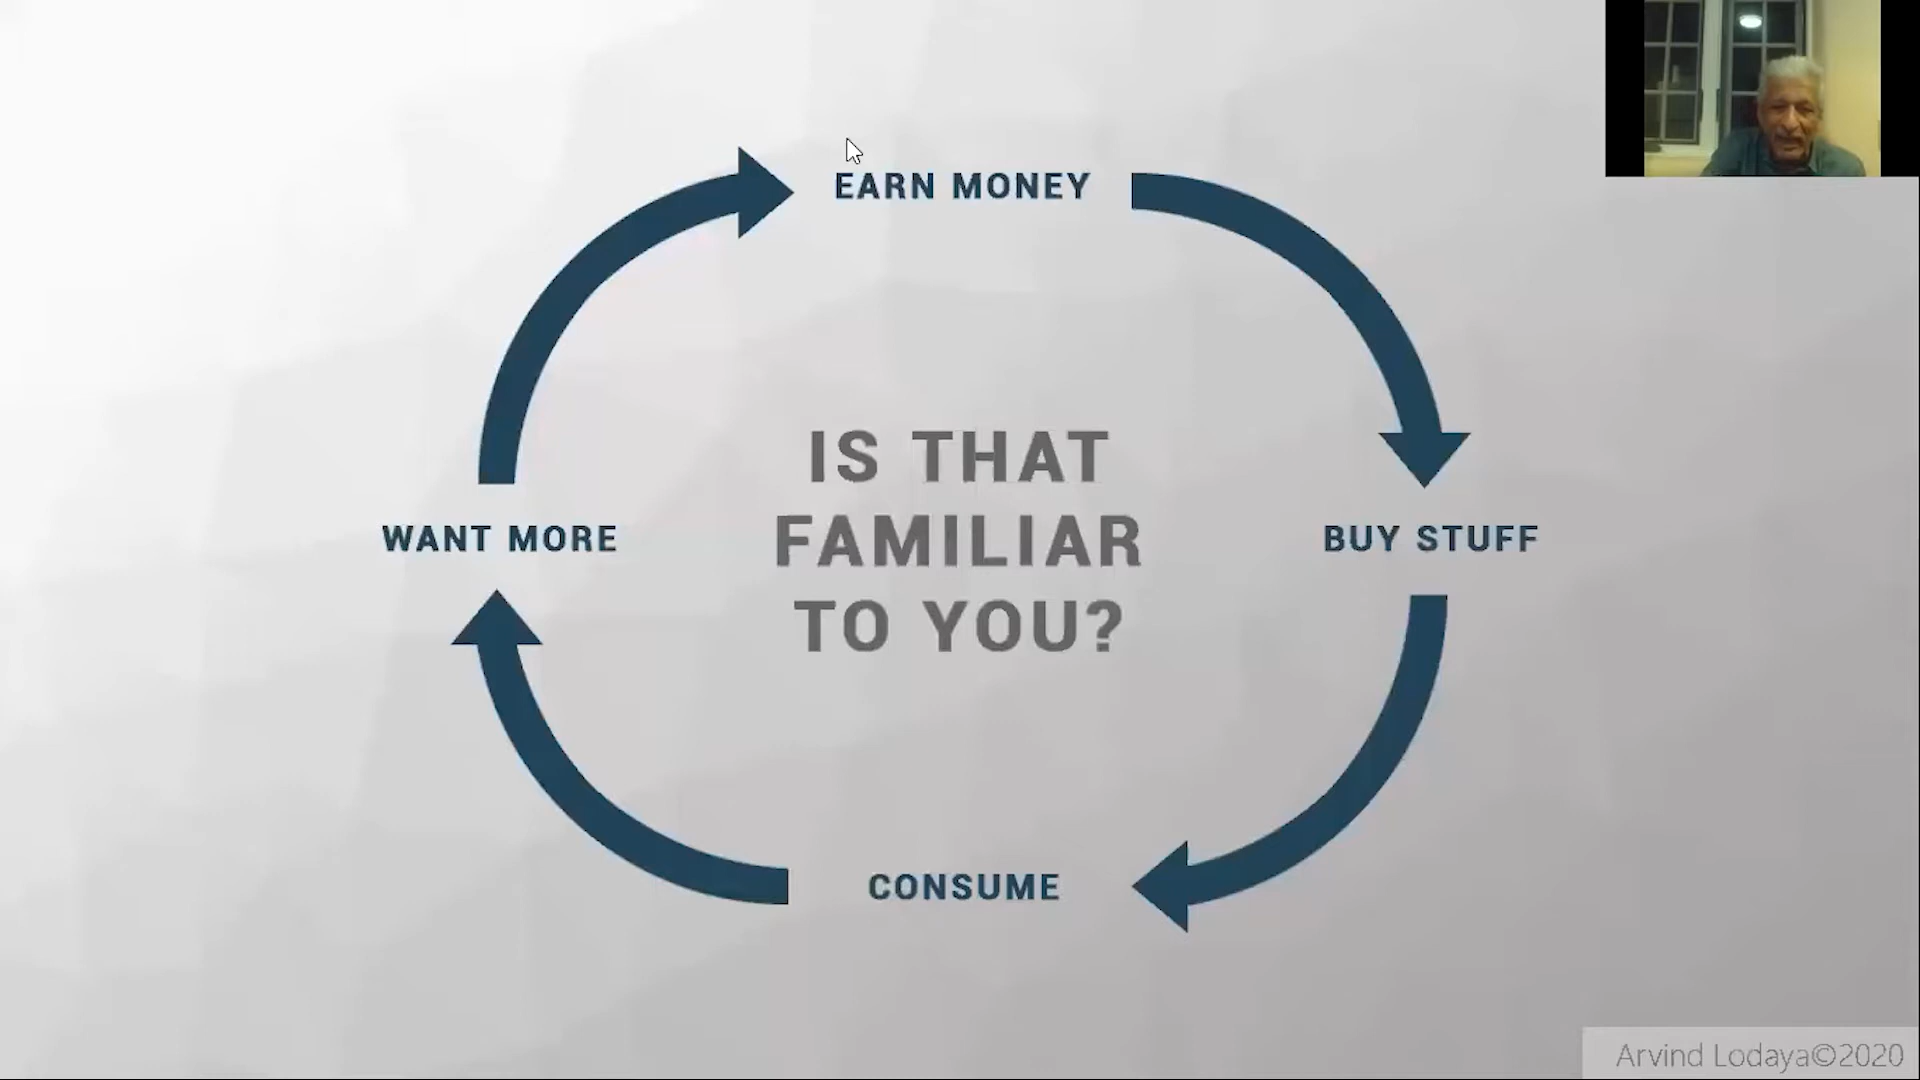 EARN MONEY
IS THAT
FAMILIAR
TO YOU?
WANT MORE
BUY STUFF
CONSUME
Arvind Lodaya©2020